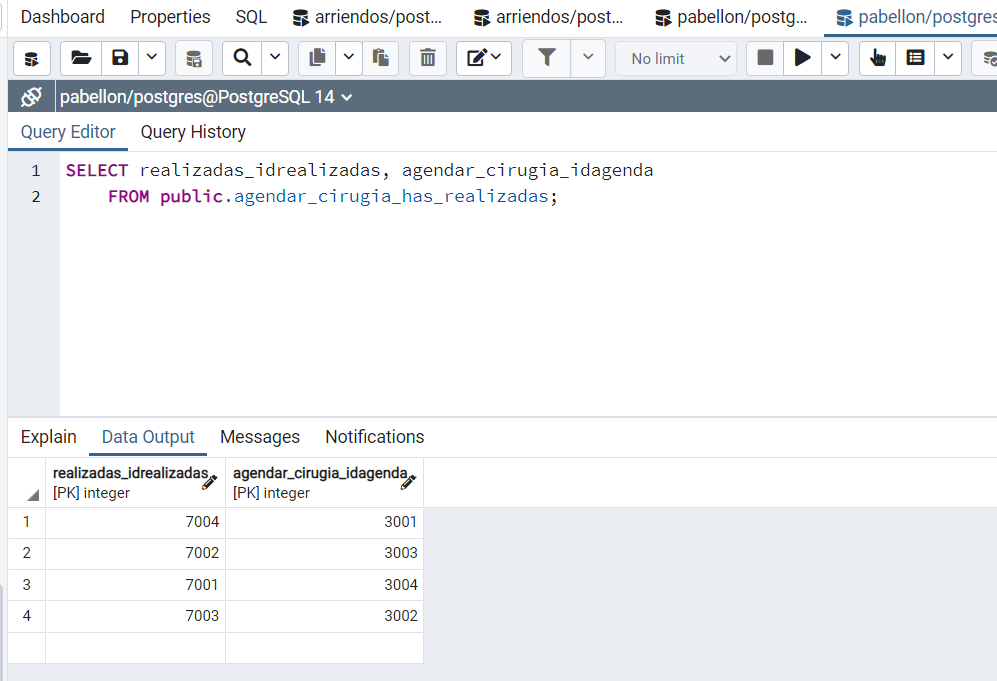 Dashboard Properties SQL arriendos/post... arriendos/post... pabellon/postg... pabellon/postgres
No limit
pabellon/postgres@PostgreSQL 14
Query Editor Query History
1 SELECT realizadas_idrealizadas, agendar_cirugia_idagenda
2 FROM public.agendar_cirugia_has_realizadas;
Explain Data Output Messages Notifications
realizadas_idrealizadas agendar_cirugia_idagenda
[PK] integer [PK] integer
1 7004 3001
2 7002 3003
3 7001 3004
4 7003 3002